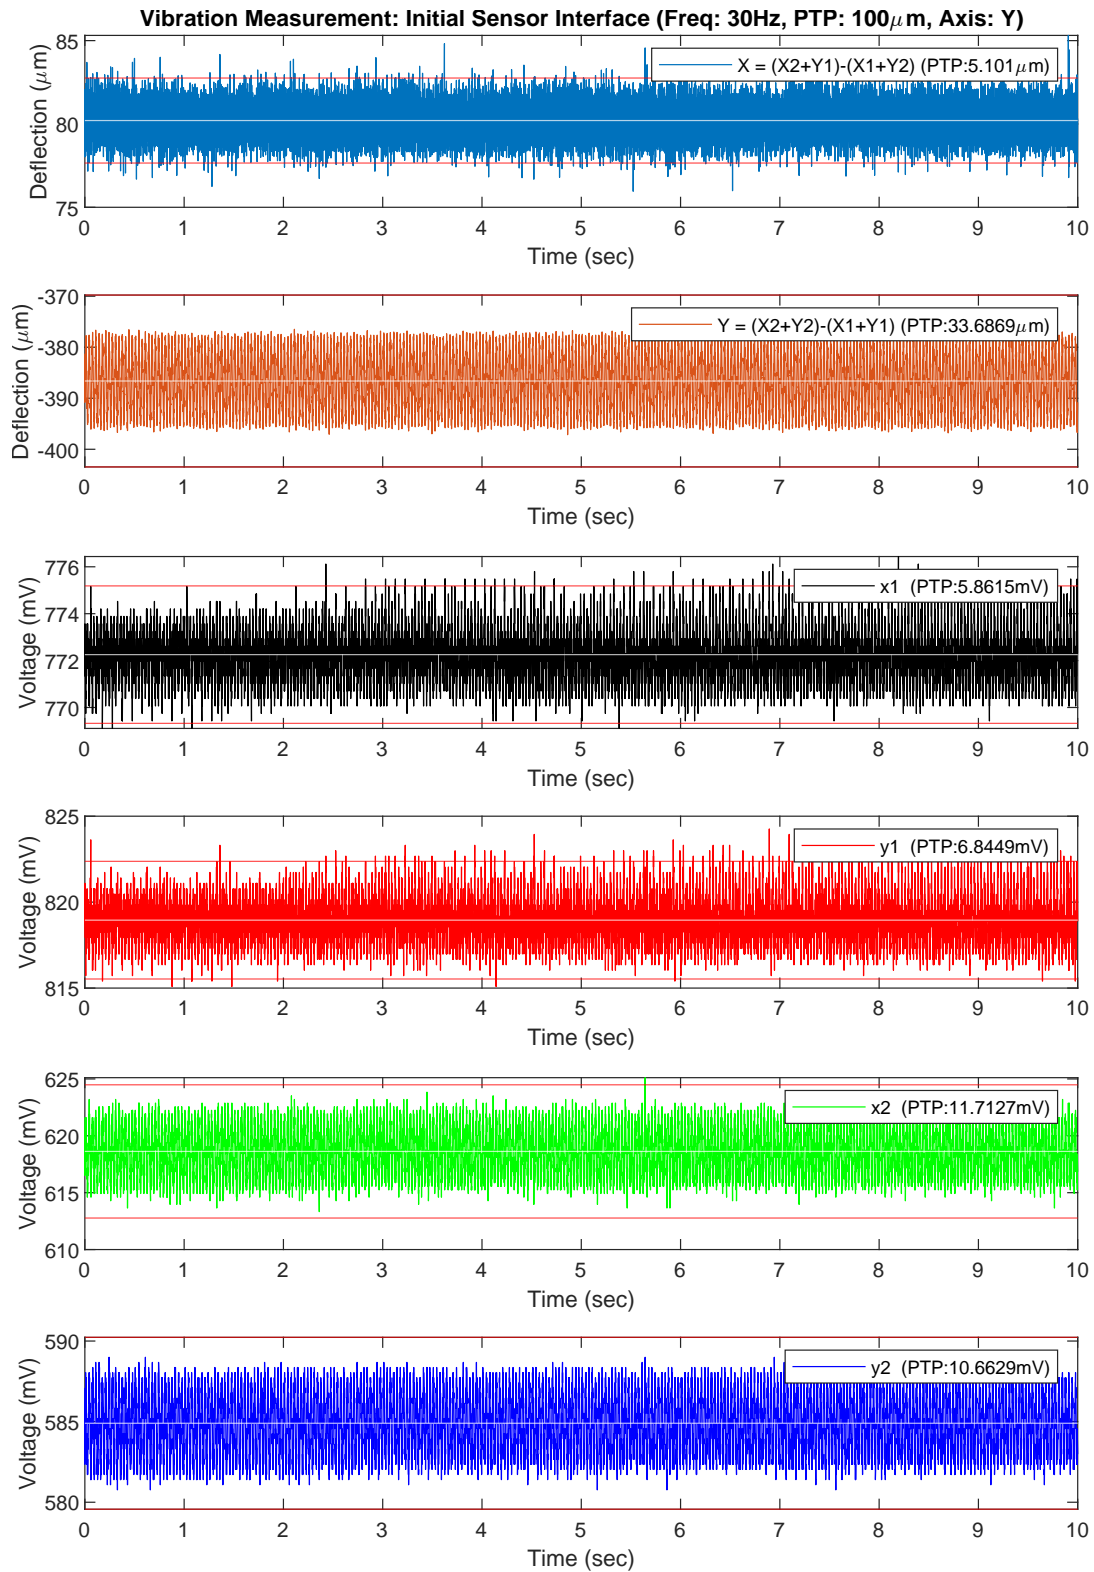 Vibration Measurement: Initial Sensor Interface (Freq: 30Hz, PTP: 100μm, Axis: Y)
85
80
75
Deflection (μm)
X = (X2+Y1)-(X1+Y2) (PTP:5.101μm)
0 1 2 3 4 5 6 7 8 9 10
Time (sec)
-370
-380
-390
-400
Deflection (μm)
Y = (X2+Y2)-(X1+Y1) (PTP:33.6869μm)
0 1 2 3 4 5 6 7 8 9 10
Time (sec)
776
774
772
770
Voltage (mV)
x1 (PTP:5.8615mV)
0 1 2 3 4 5 6 7 8 9 10
Time (sec)
825
820
815
Voltage (mV)
y1 (PTP:6.8449mV)
0 1 2 3 4 5 6 7 8 9 10
Time (sec)
625
620
615
610
Voltage (mV)
x2 (PTP:11.7127mV)
0 1 2 3 4 5 6 7 8 9 10
Time (sec)
590
585
580
Voltage (mV)
y2 (PTP:10.6629mV)
0 1 2 3 4 5 6 7 8 9 10
Time (sec)